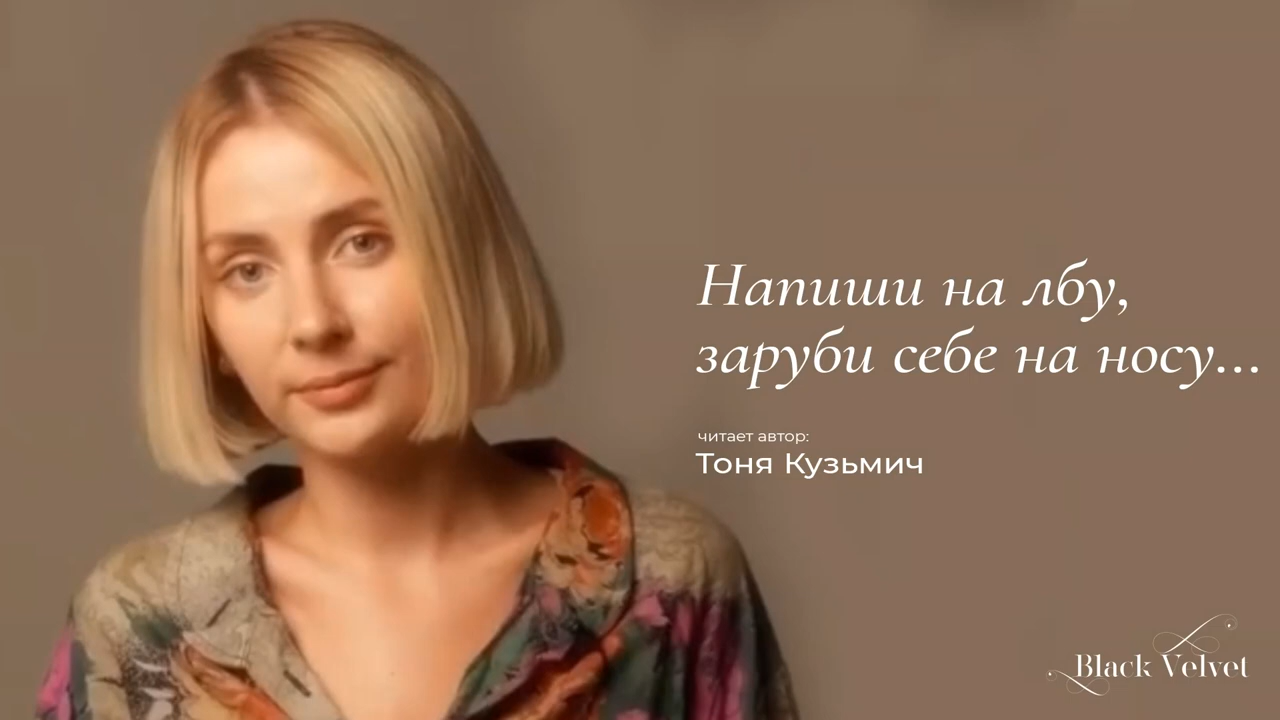 Напиши на лбу,
заруби себе на носу...
читает автор:
Тоня Кузьмич
Black Velvet